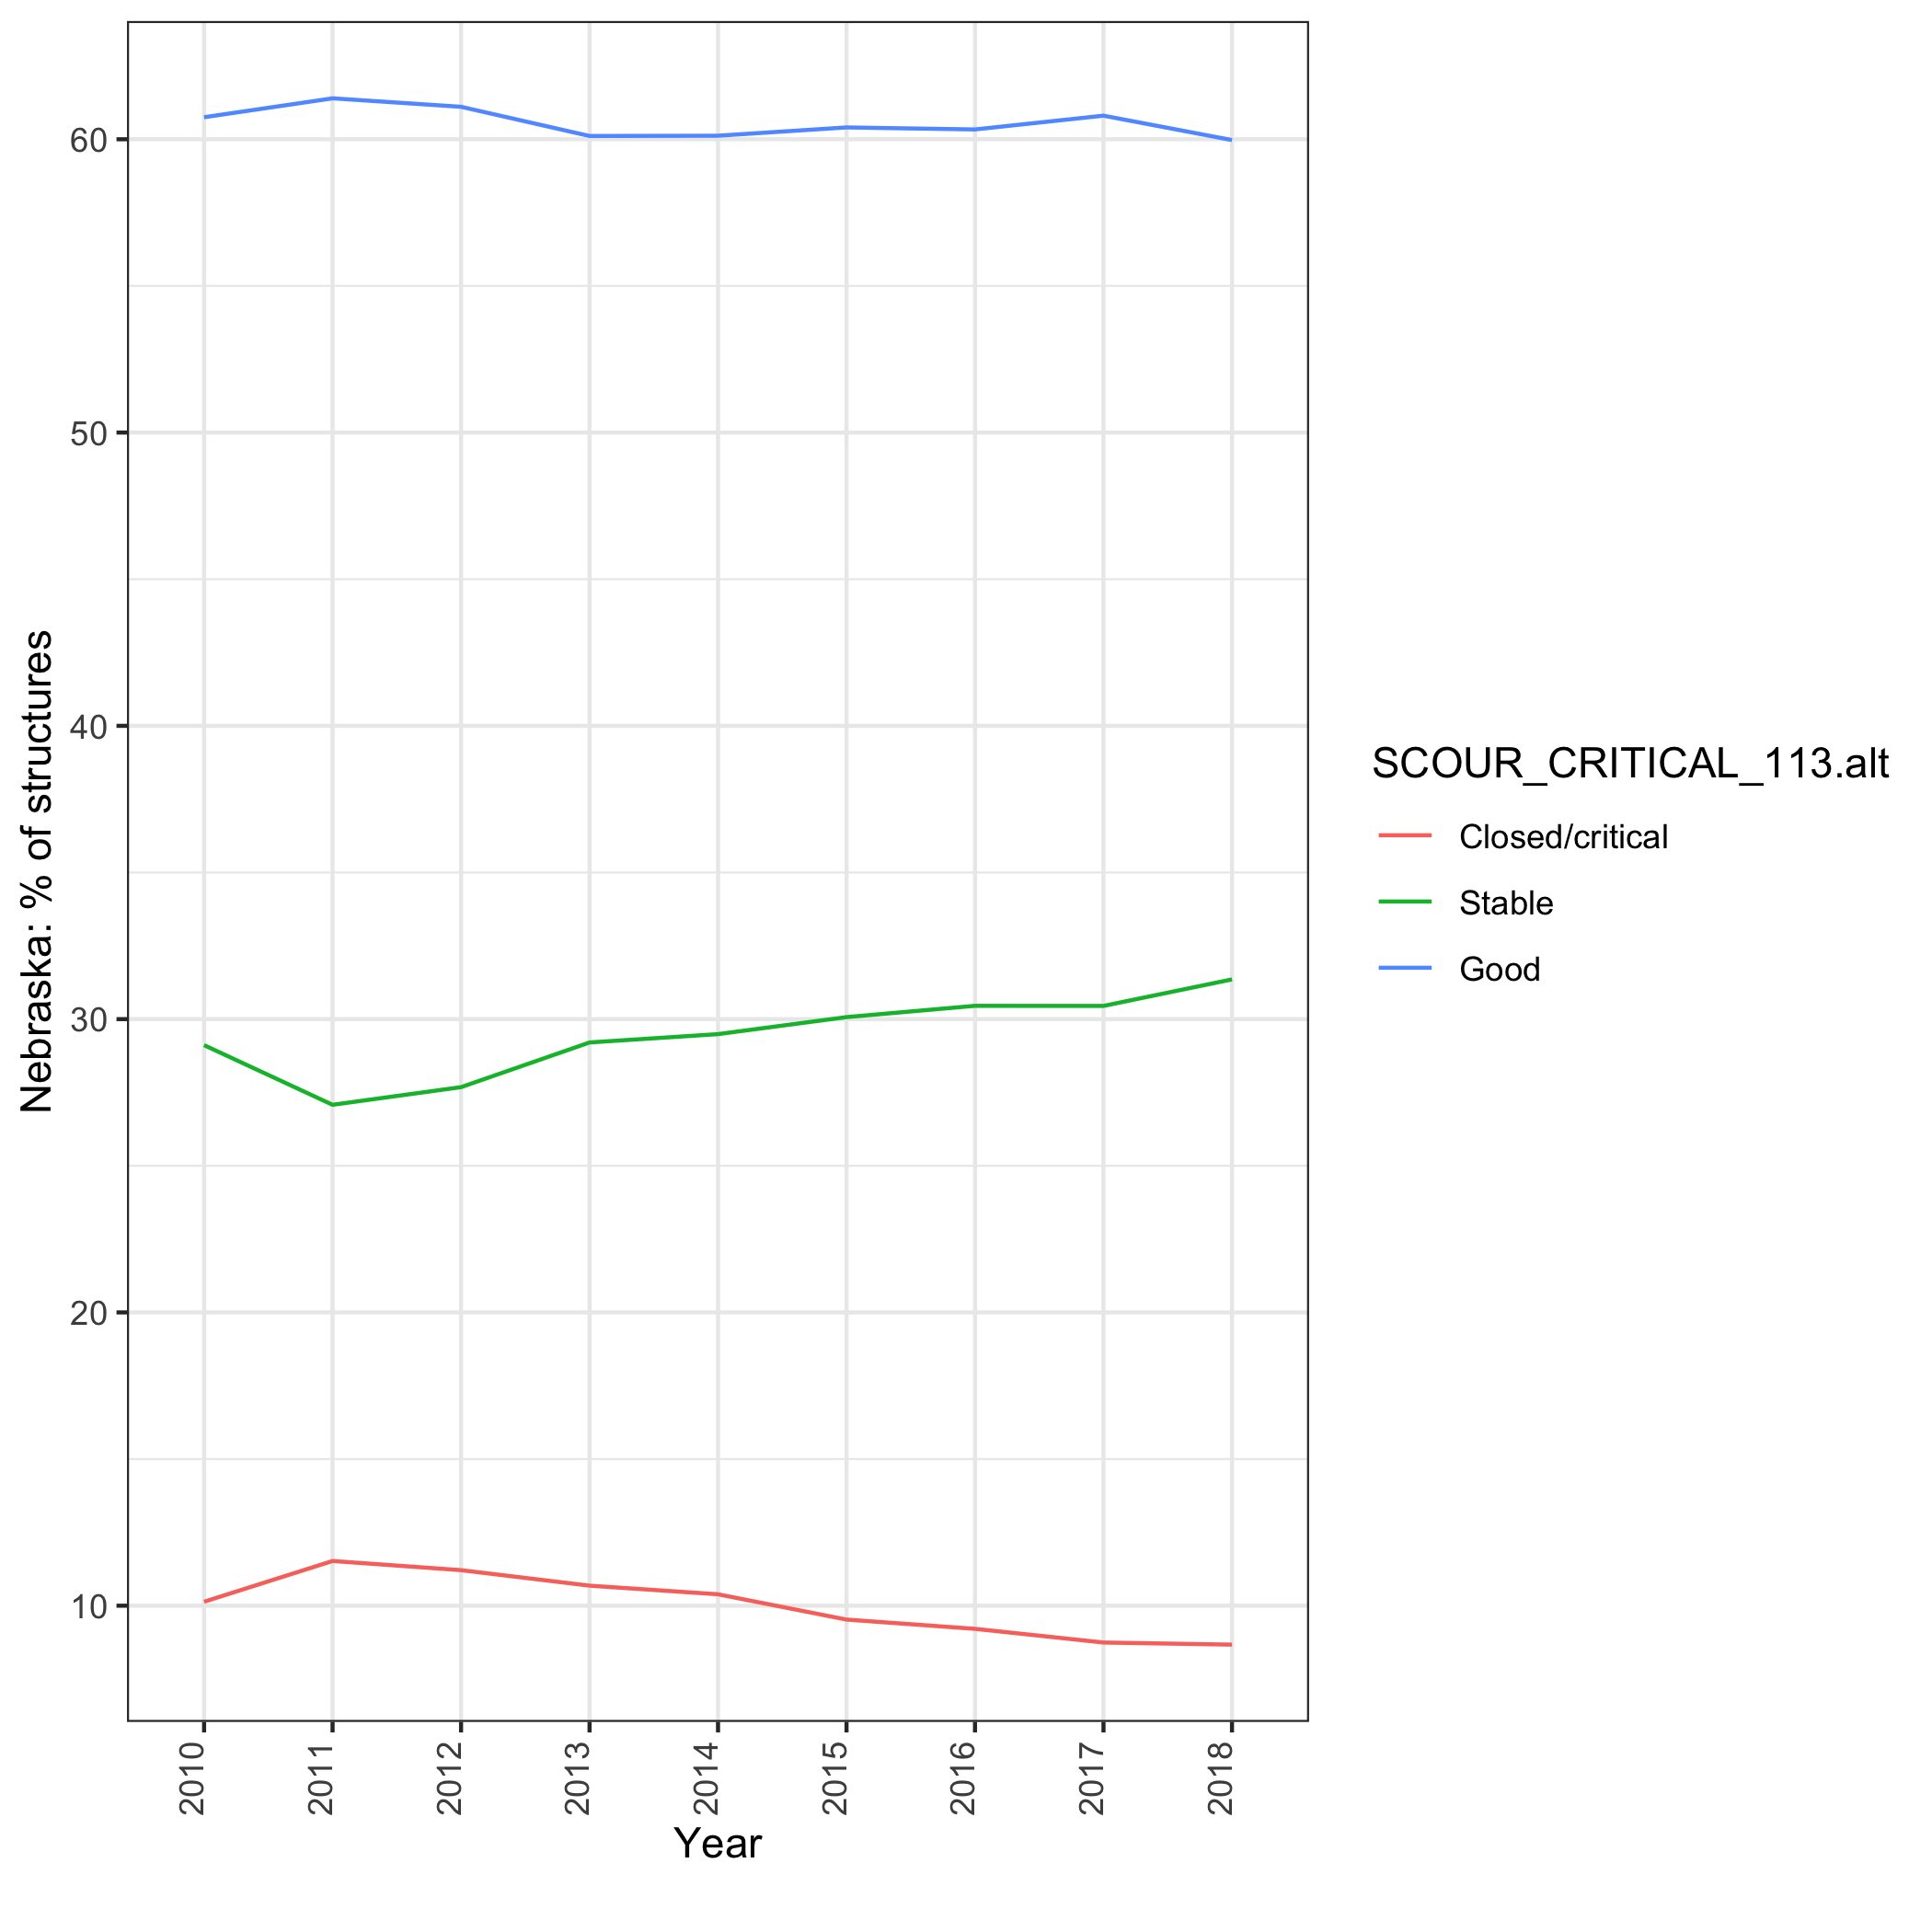 Nebraska: % of structures
60
50
40
30
20
10
2010
2011
2012
2013
2014
2015
2016
2017
2018
Year
SCOUR_CRITICAL_113.alt
Closed/critical
Stable
Good